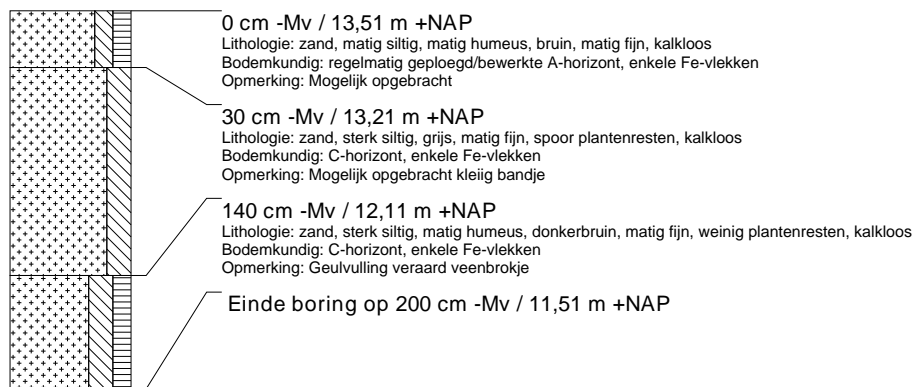 0 cm -Mv / 13,51 m +NAP
Lithologie: zand, matig siltig, matig humeus, bruin, matig fijn, kalkloos
Bodemkundig: regelmatig geploegd/bewerkte A-horizont, enkele Fe-vlekken
Opmerking: Mogelijk opgebracht
30 cm -Mv / 13,21 m +NAP
Lithologie: zand, sterk siltig, grijs, matig fijn, spoor plantenresten, kalkloos
Bodemkundig: C-horizont, enkele Fe-vlekken
Opmerking: Mogelijk opgebracht kleiig bandje
140 cm -Mv / 12,11 m +NAP
Lithologie: zand, sterk siltig, matig humeus, donkerbruin, matig fijn, weinig plantenresten, kalkloos
Bodemkundig: C-horizont, enkele Fe-vlekken
Opmerking: Geulvulling veraard veenbrokje
Einde boring op 200 cm -Mv / 11,51 m +NAP